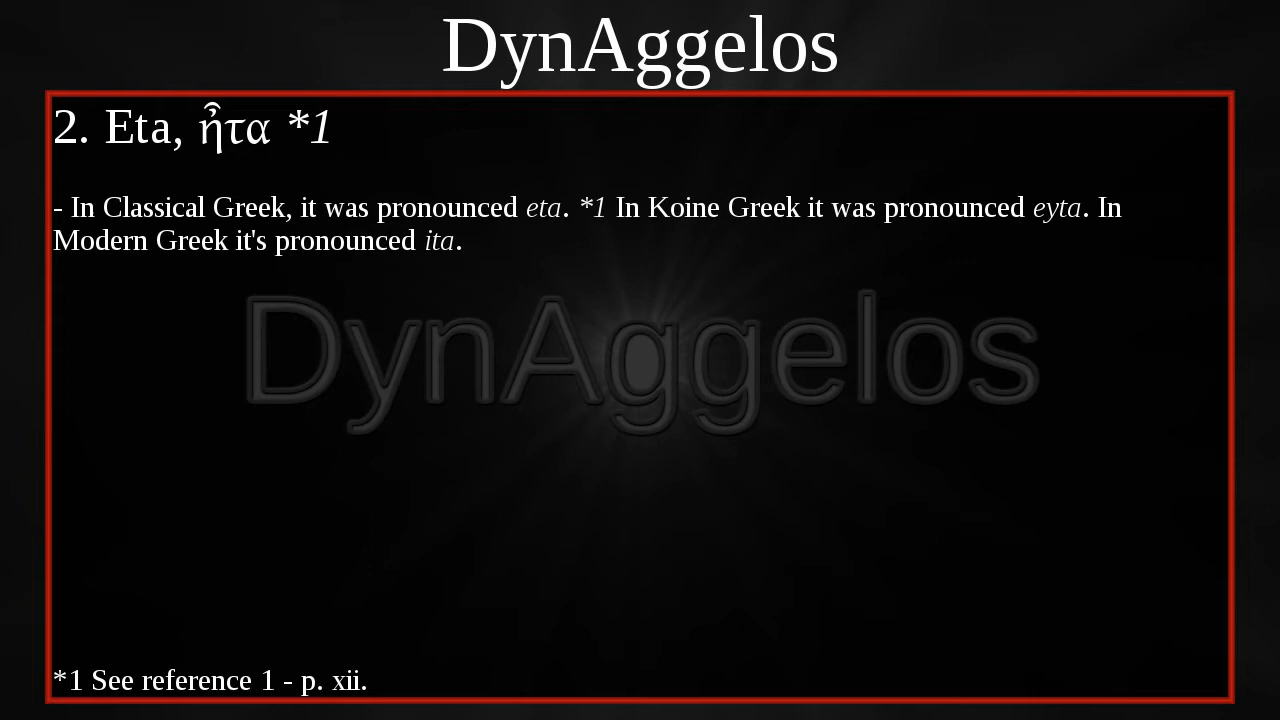 DynAggelos
2. Eta, ἦτα *1
- In Classical Greek, it was pronounced eta. *1 In Koine Greek it was pronounced eyta. In
Modern Greek it's pronounced ita.
DynAggelos
*1 See reference 1 - p. xii.